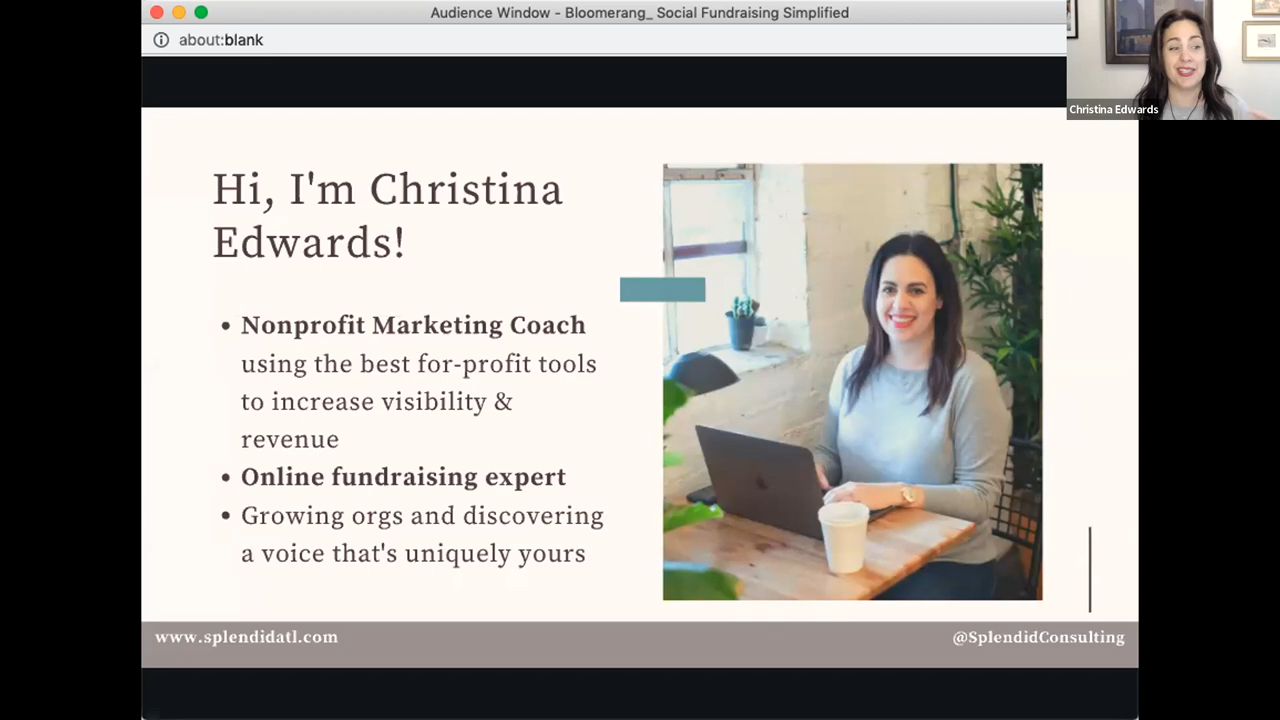 Audience Window - Bloomerang_ Social Fundraising Simplified
about:blank
Christina Edwards
Hi, I'm Christina
Edwards!
• Nonprofit Marketing Coach
using the best for-profit tools
to increase visibility &
revenue
• Online fundraising expert
• Growing orgs and discovering
a voice that's uniquely yours
www.splendidatl.com
@SplendidConsulting